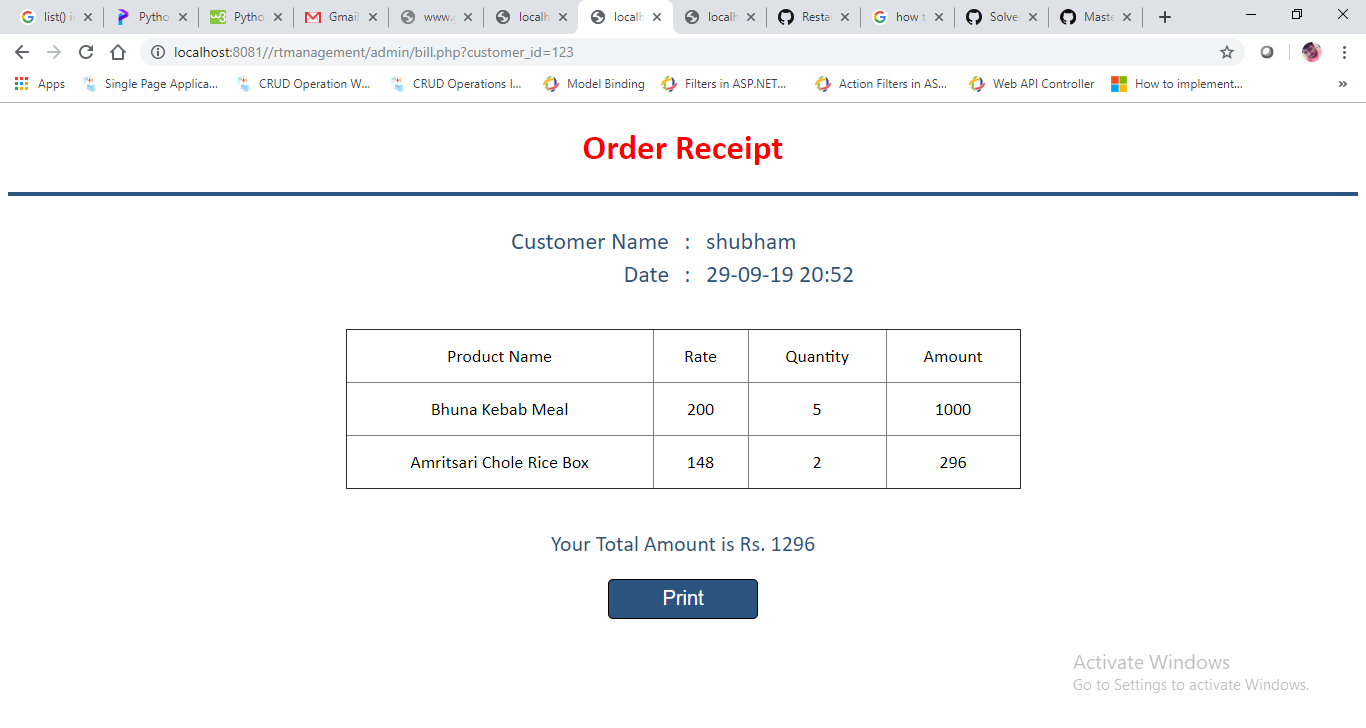 list() i Pytho Pytho Gmail www. localh localh localh Resta how t Solve Maste
localhost:8081//rtmanagement/admin/bill.php?customer_id=123
Apps Single Page Applica... CRUD Operation W... CRUD Operations I... Model Binding Filters in ASP.NET... Action Filters in AS... Web API Controller How to implement... »
Order Receipt
Customer Name : shubham
Date : 29-09-19 20:52
Product Name Rate Quantity Amount
Bhuna Kebab Meal 200 5 1000
Amritsari Chole Rice Box 148 2 296
Your Total Amount is Rs. 1296
Print
Activate Windows
Go to Settings to activate Windows.